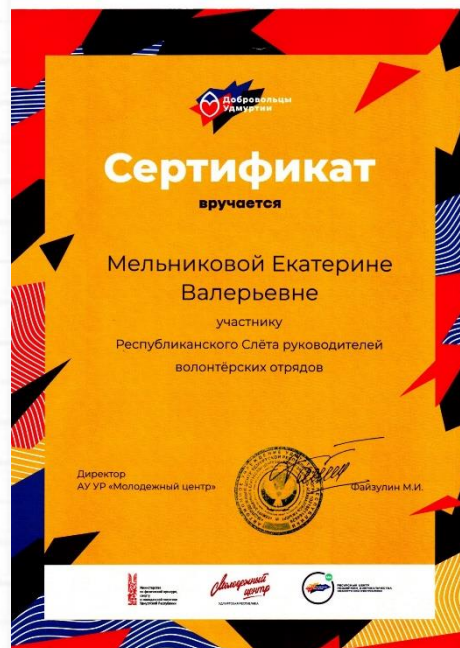 Добровольцы
Удмуртии
Сертификат
вручается
Мельниковой Екатерине
Валерьевне
участнику
Республиканского Слёта руководителей
волонтёрских отрядов
Директор
АУ УР «Молодежный центр»
Файзулин М.И.
Молодежный
центр